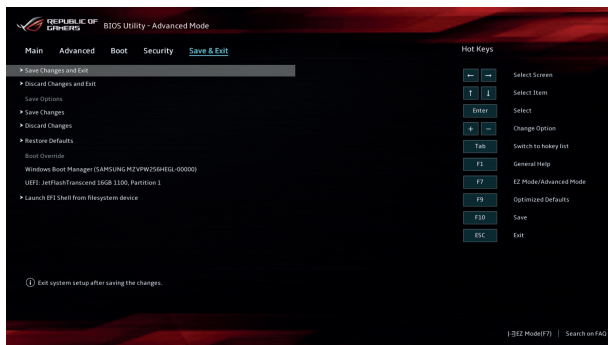 REPUBLIC OF
GAMERS
BIOS Utility - Advanced Mode
Main Advanced Boot Security Save & Exit
Hot Keys
➤ Save Changes and Exit
➤ Discard Changes and Exit
Save Options
➤ Save Changes
➤ Discard Changes
➤ Restore Defaults
Boot Override
Windows Boot Manager (SAMSUNG MZVPW256HEGL-00000)
UEFI: JetFlashTranscend 16GB 1100, Partition 1
➤ Launch EFI Shell from filesystem device
← → Select Screen
↑ ↓ Select Item
Enter Select
+ − Change Option
Tab Switch to hokey list
F1 General Help
F7 EZ Mode/Advanced Mode
F9 Optimized Defaults
F10 Save
ESC Exit
i Exit system setup after saving the changes.
EZ Mode(F7) | Search on FAQ